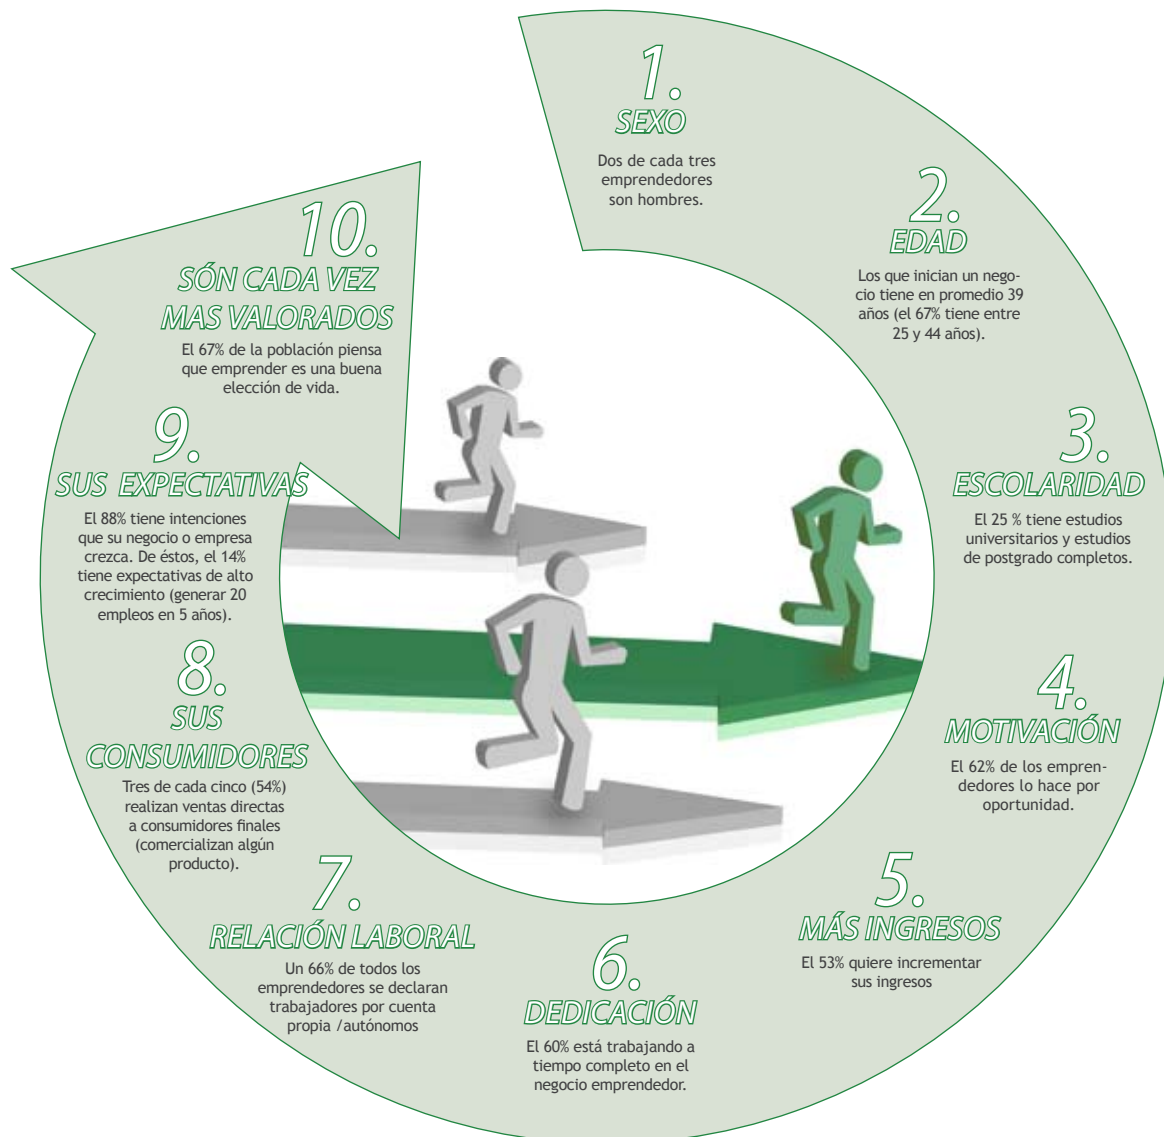 1.
SEXO
Dos de cada tres
emprendedores
son hombres.
2.
EDAD
Los que inician un nego-
cio tiene en promedio 39
años (el 67% tiene entre
25 y 44 años).
3.
ESCOLARIDAD
El 25 % tiene estudios
universitarios y estudios
de postgrado completos.
4.
MOTIVACIÓN
El 62% de los empren-
dedores lo hace por
oportunidad.
5.
MÁS INGRESOS
El 53% quiere incrementar
sus ingresos
6.
DEDICACIÓN
El 60% está trabajando a
tiempo completo en el
negocio emprendedor.
7.
RELACIÓN LABORAL
Un 66% de todos los
emprendedores se declaran
trabajadores por cuenta
propia /autónomos
8.
SUS
CONSUMIDORES
Tres de cada cinco (54%)
realizan ventas directas
a consumidores finales
(comercializan algún
producto).
9.
SUS EXPECTATIVAS
El 88% tiene intenciones
que su negocio o empresa
crezca. De éstos, el 14%
tiene expectativas de alto
crecimiento (generar 20
empleos en 5 años).
10.
SÓN CADA VEZ
MAS VALORADOS
El 67% de la población piensa
que emprender es una buena
elección de vida.